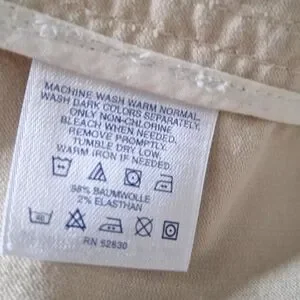 MACHINE WASH WARM NORMAL,
WASH DARK COLORS SEPARATELY,
ONLY NON-CHLORINE
BLEACH WHEN NEEDED,
REMOVE PROMPTLY,
TUMBLE DRY LOW,
WARM IRON IF NEEDED.
98% BAUMWOLLE
2% ELASTHAN
RN 52630